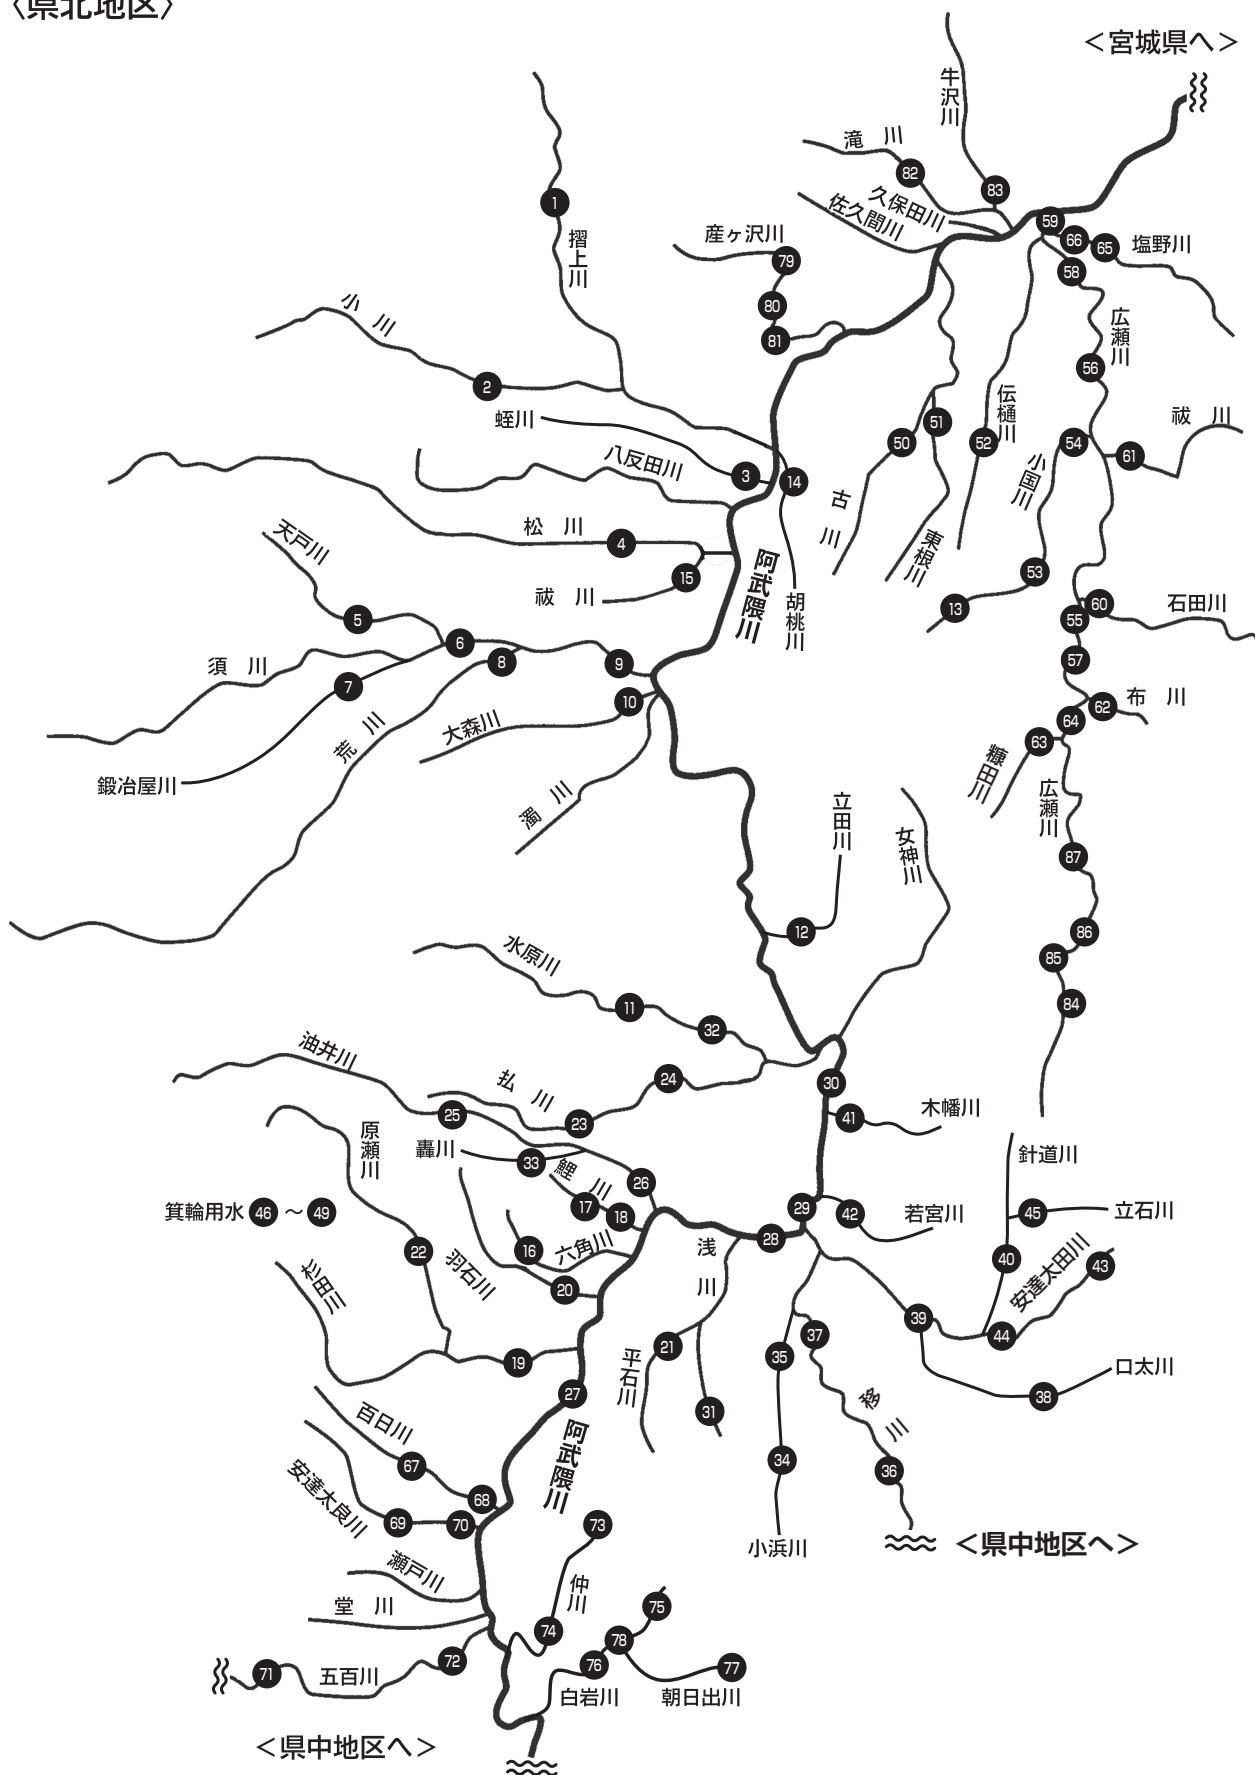 〈県北地区〉
＜宮城県へ＞
牛沢川
滝　川
82
83
久保田川
佐久間川
1
摺上川
産ヶ沢川
79
59
66
65
塩野川
58
80
81
小　川
広瀬川
56
2
蛭川
伝樋川
祓　川
51
50
52
54
61
八反田川
3
14
小国川
古　川
東根川
天戸川
松　川
4
阿武隈川
15
祓　川
胡桃川
53
13
60
石田川
55
5
6
8
9
57
須　川
7
10
布　川
62
64
大森川
荒　川
63
糠田川
鍛冶屋川
濁　川
広瀬川
立田川
女神川
87
12
86
水原川
85
11
84
32
油井川
24
払　川
30
25
23
41
木幡川
原瀬川
轟川
33
鯉　川
26
針道川
箕輪用水 46 ～ 49
17
18
29
42
若宮川
45
立石川
28
22
16
六角川
浅　川
40
安達太田川
43
羽石川
杉田川
20
39
44
37
21
35
19
平石川
口太川
27
38
31
移　川
百日川
阿武隈川
67
34
36
68
安達太良川
69
70
73
小浜川
＜県中地区へ＞
瀬戸川
仲川
堂　川
75
74
78
72
76
77
71
五百川
白岩川
朝日出川
＜県中地区へ＞